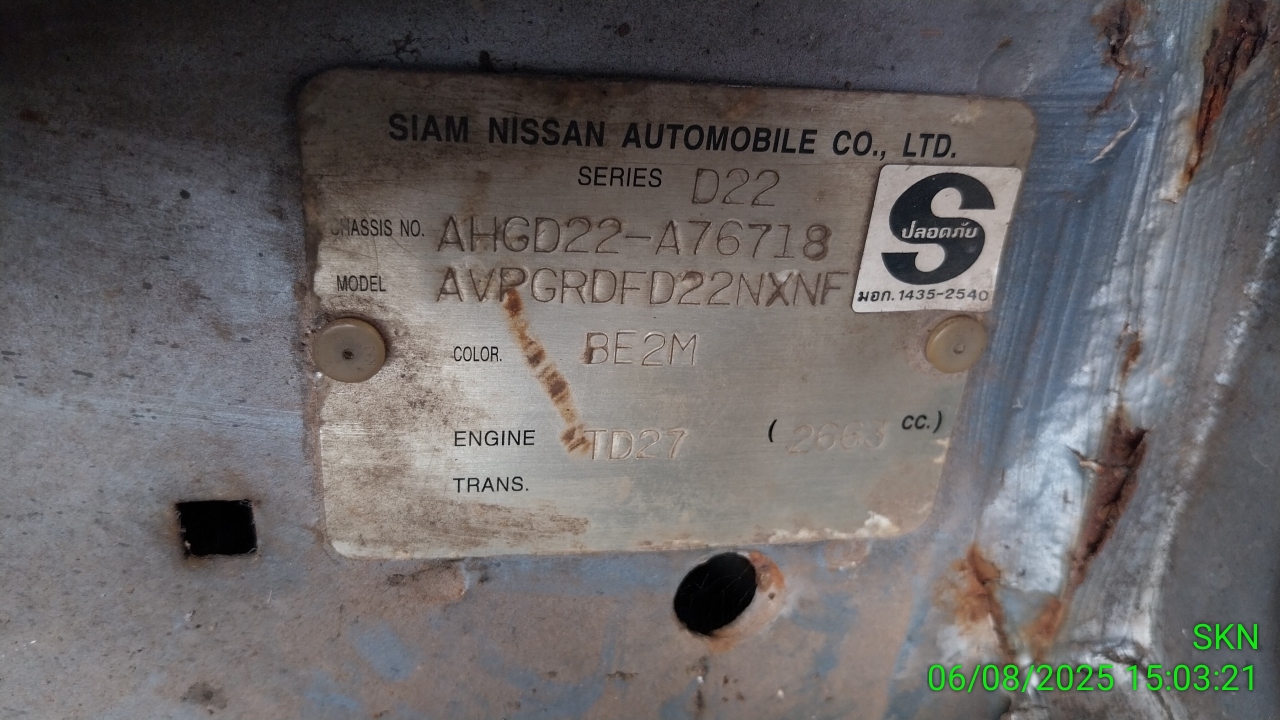 SIAM NISSAN AUTOMOBILE CO., LTD.
SERIES D22
CHASSIS NO. AHGD22-A76718
MODEL AVPGRDFD22NXNF
ปลอดภัย
มอก.1435-2540
COLOR. BE2M
ENGINE TD27 (2663 CC.)
TRANS.
SKN
06/08/2025 15:03:21